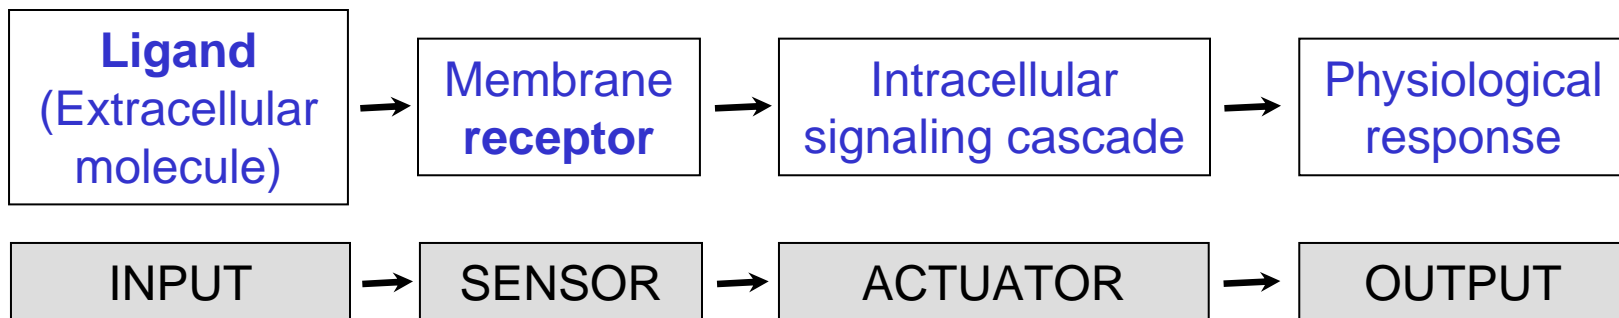 Ligand
(Extracellular
molecule)
Membrane
receptor
Intracellular
signaling cascade
Physiological
response
INPUT
SENSOR
ACTUATOR
OUTPUT